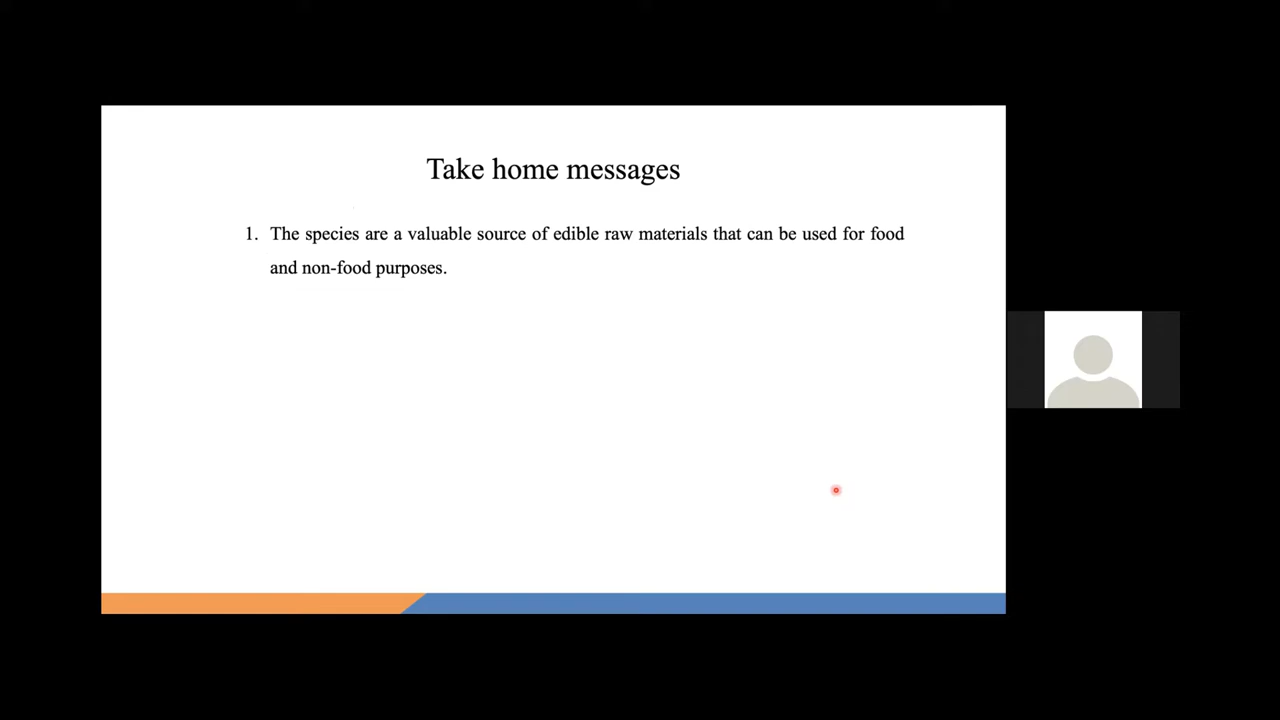 Take home messages
1. The species are a valuable source of edible raw materials that can be used for food
and non-food purposes.